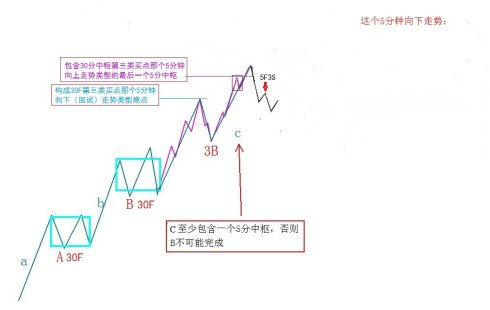 这个5分钟向下走势：
包含30分中枢第三类买点那个5分钟
向上走势类型的最后一个5分中枢
5F3S
构成30F第三类买点那个5分钟
向下（回试）走势类型高点
c
3B
b
B 30F
C 至少包含一个5分中枢，否则
B不可能完成
a
A 30F